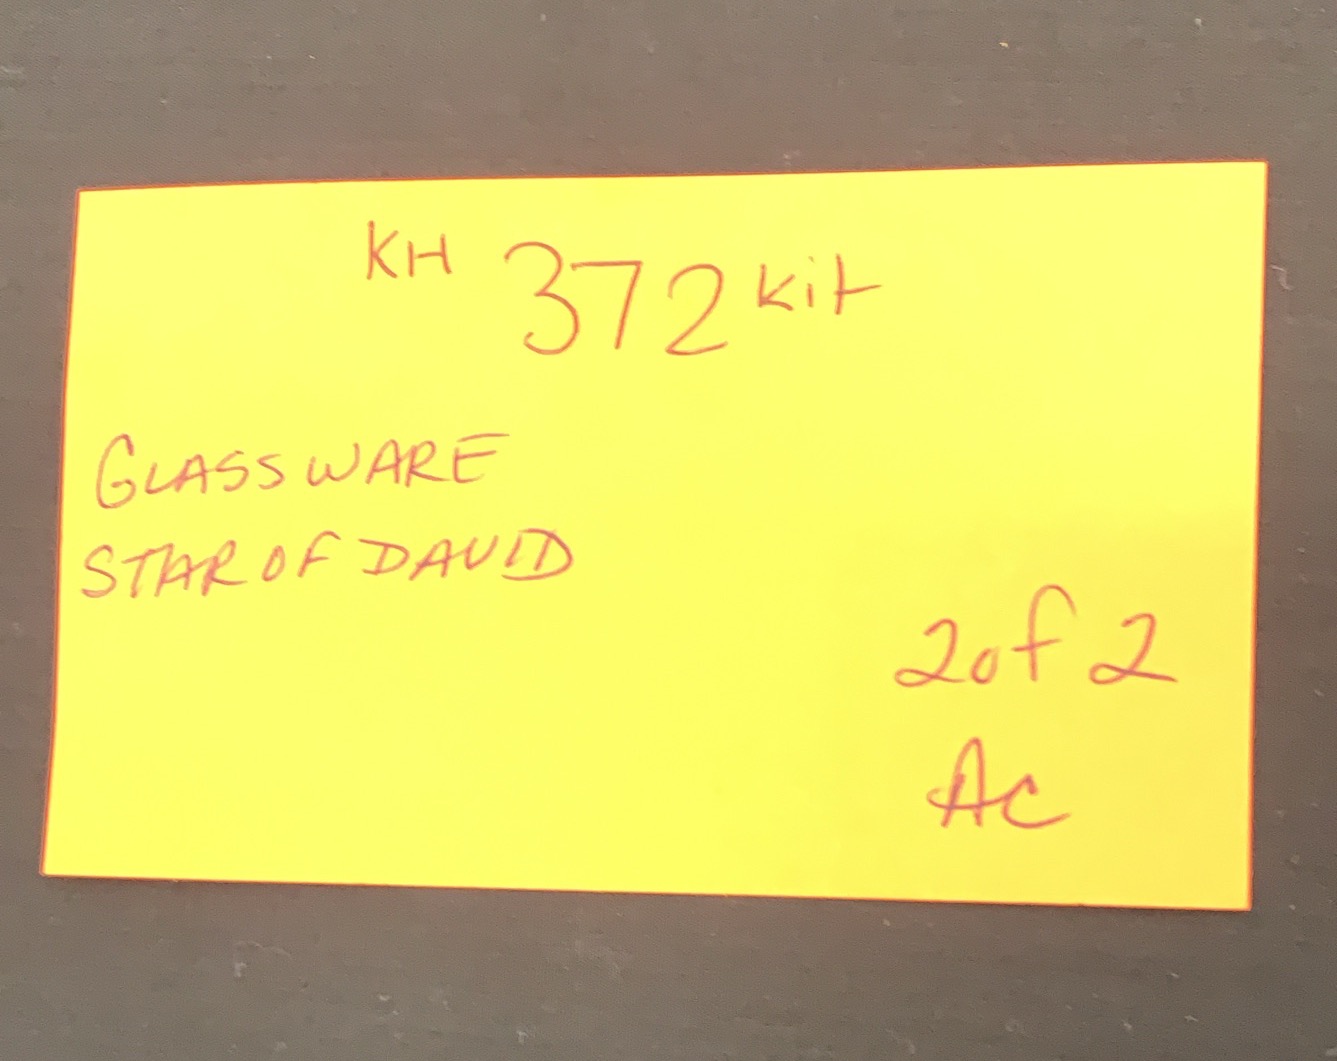 KH 372 Kit
GLASSWARE
STAR OF DAVID
2 of 2
AC